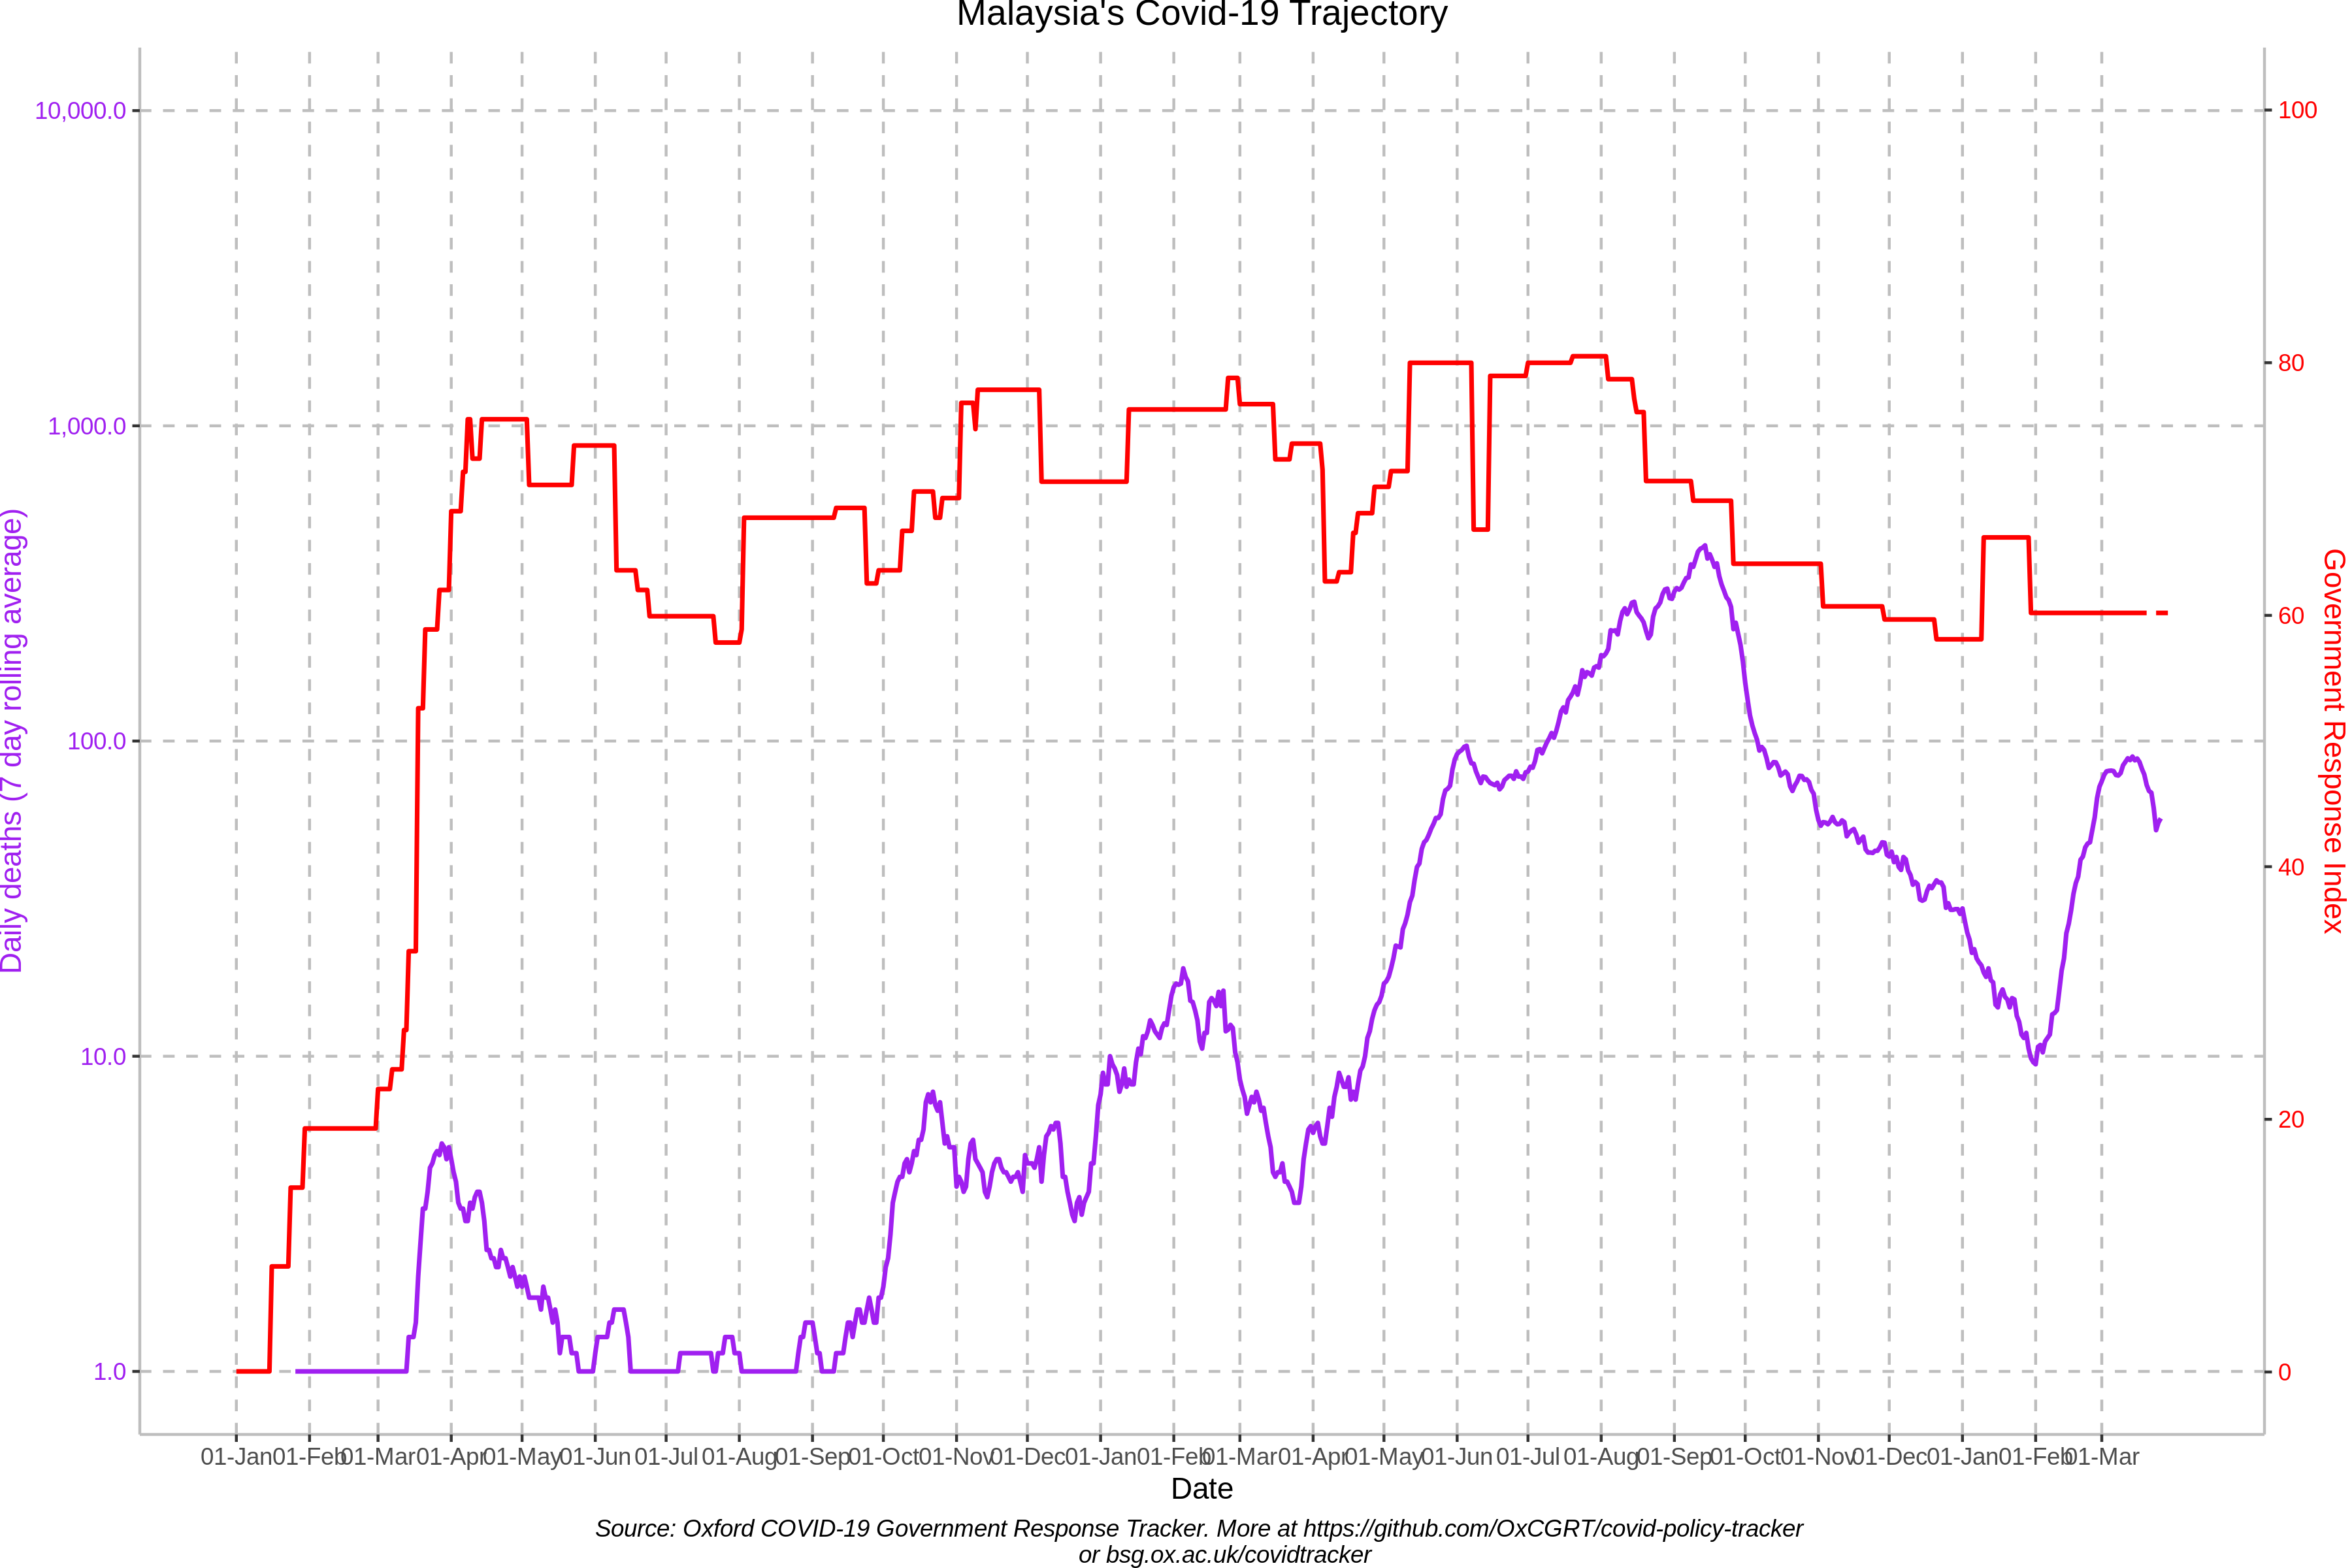 Malaysia's Covid-19 Trajectory
10,000.0
1,000.0
100.0
10.0
1.0
Daily deaths (7 day rolling average)
100
80
60
40
20
0
Government Response Index
01-Jan 01-Feb 01-Mar 01-Apr 01-May 01-Jun 01-Jul 01-Aug 01-Sep 01-Oct 01-Nov 01-Dec 01-Jan 01-Feb 01-Mar 01-Apr 01-May 01-Jun 01-Jul 01-Aug 01-Sep 01-Oct 01-Nov 01-Dec 01-Jan 01-Feb 01-Mar
Date
Source: Oxford COVID-19 Government Response Tracker. More at https://github.com/OxCGRT/covid-policy-tracker
or bsg.ox.ac.uk/covidtracker